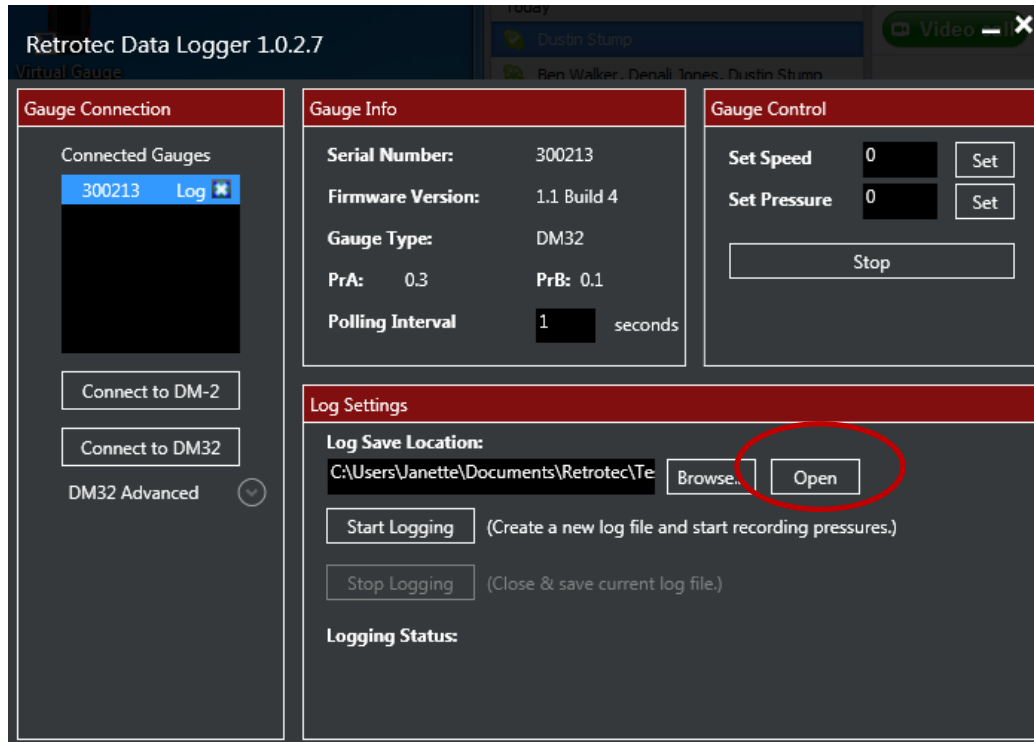 Today
Retrotec Data Logger 1.0.2.7
Dustin Stump
Video call
Virtual Gauge
Ben Walker, Denali Jones, Dustin Stump
Gauge Connection
Connected Gauges
300213 Log
Connect to DM-2
Connect to DM32
DM32 Advanced
Gauge Info
Serial Number: 300213
Firmware Version: 1.1 Build 4
Gauge Type: DM32
PrA: 0.3 PrB: 0.1
Polling Interval 1 seconds
Gauge Control
Set Speed 0 Set
Set Pressure 0 Set
Stop
Log Settings
Log Save Location:
C:\Users\Janette\Documents\Retrotec\Te Browse.. Open
Start Logging (Create a new log file and start recording pressures.)
Stop Logging (Close & save current log file.)
Logging Status: